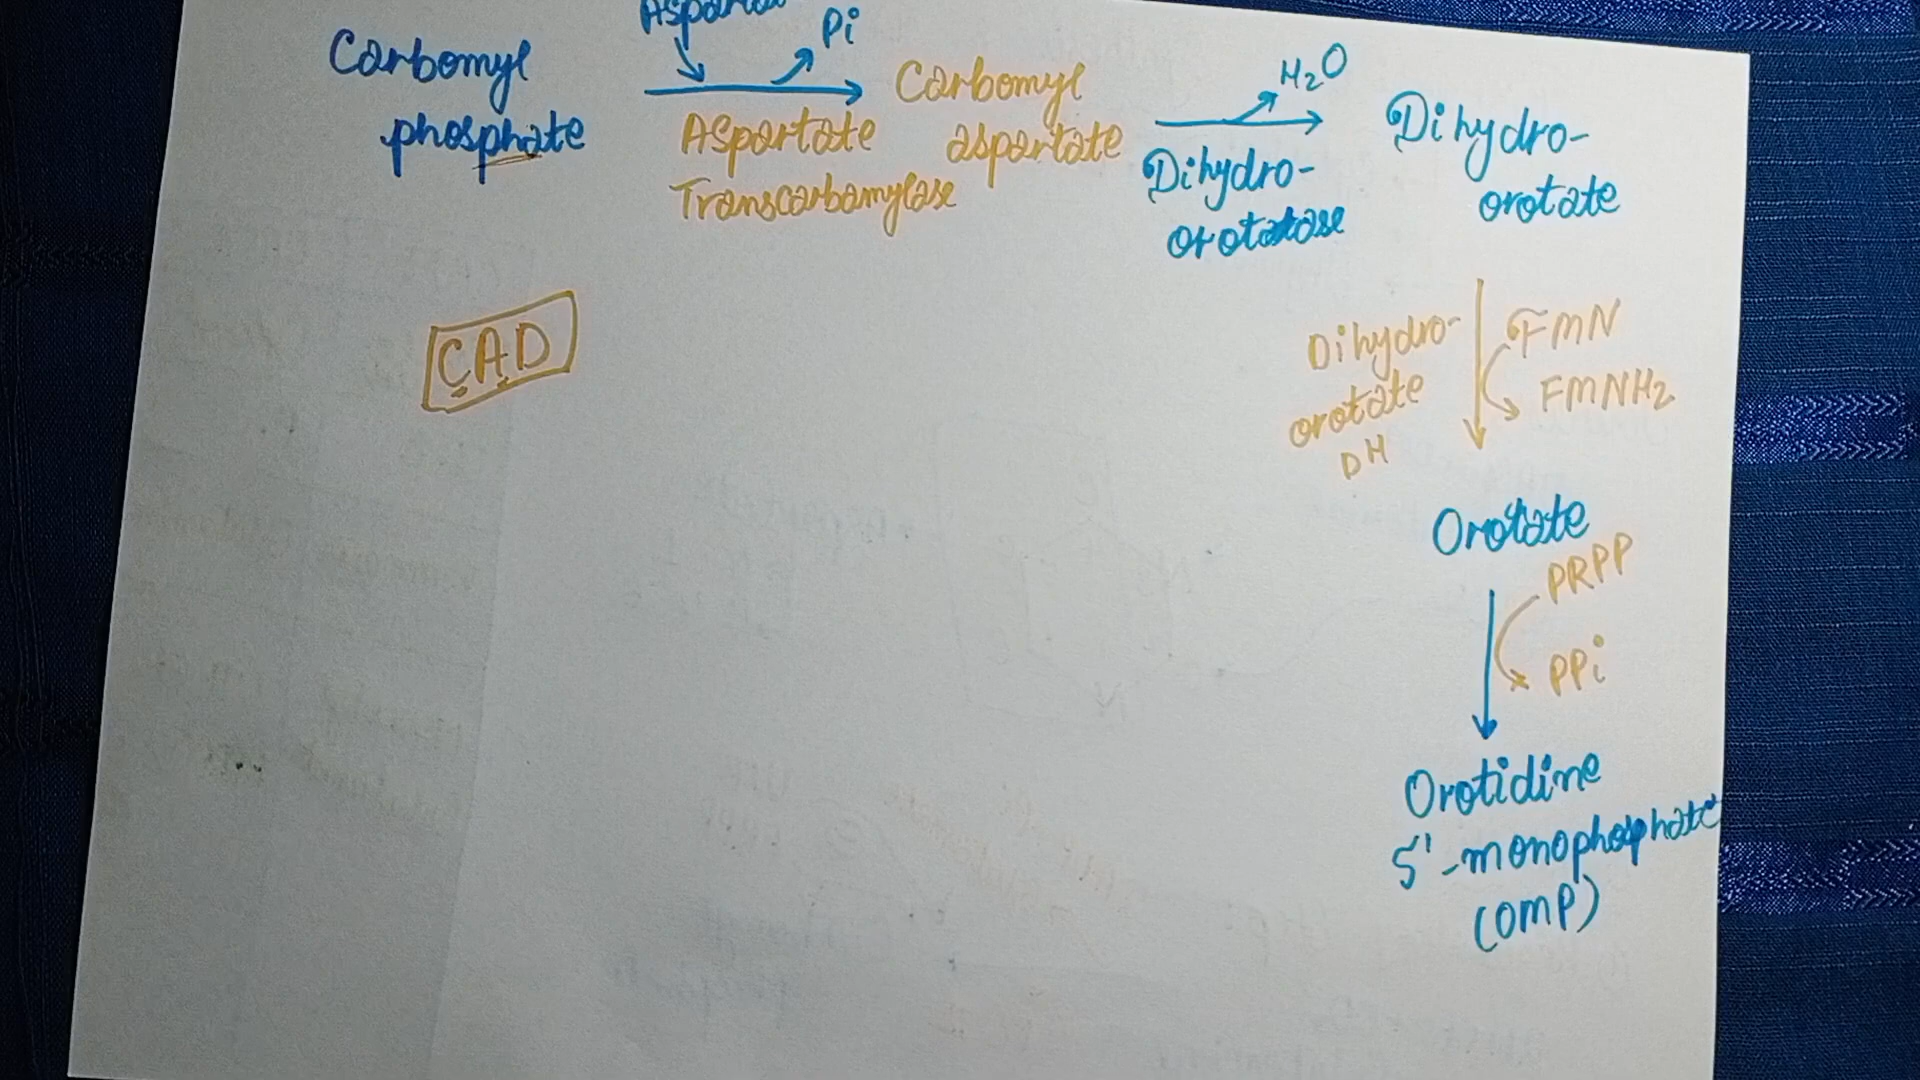 Pi
Carbomyl
phosphate
H2O
Carbomyl
aspartate
Aspartate
Transcarbamylase
Dihydro-
orotatase
Dihydro-
orotate
CAD
Dihydro-
orotate
DH
FMN
FMNH2
Orotate
PRPP
PPi
Orotidine
5'-monophosphate
(OMP)